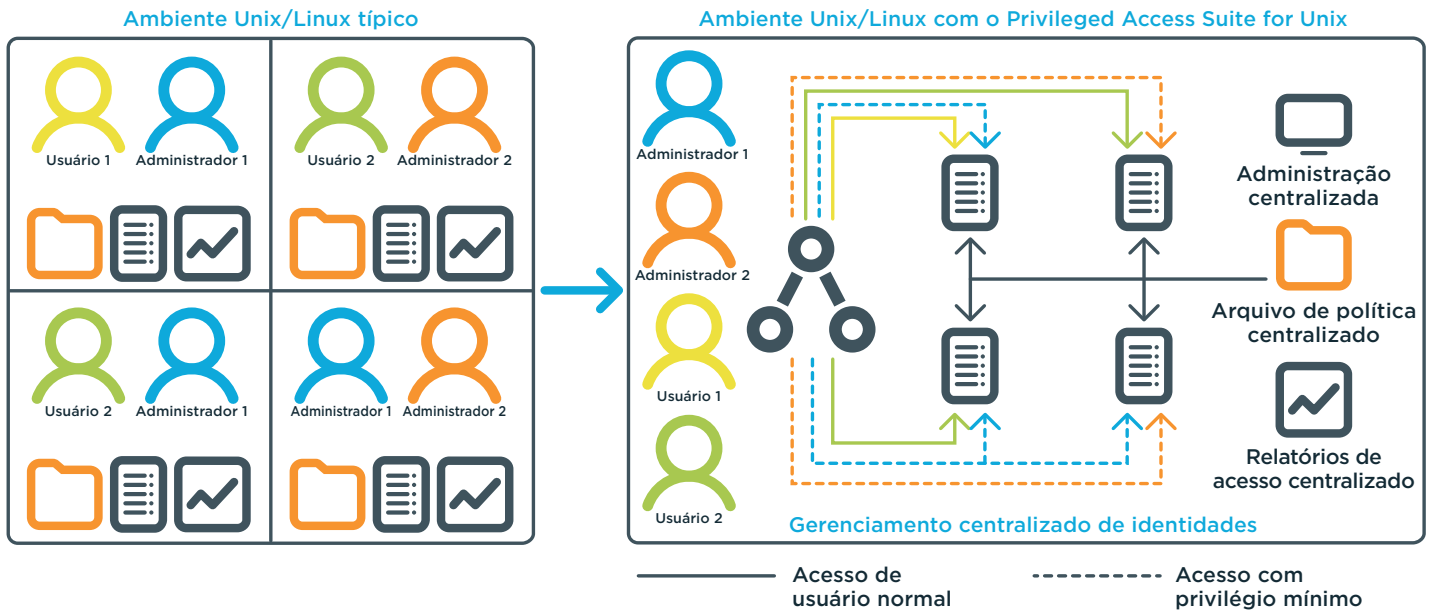 Ambiente Unix/Linux típico
Usuário 1
Administrador 1
Usuário 2
Administrador 2
Usuário 2
Administrador 1
Administrador 1
Administrador 2
Ambiente Unix/Linux com o Privileged Access Suite for Unix
Administrador 1
Administrador 2
Usuário 1
Usuário 2
Administração
centralizada
Arquivo de política
centralizado
Relatórios de
acesso centralizado
Gerenciamento centralizado de identidades
Acesso de
usuário normal
Acesso com
privilégio mínimo